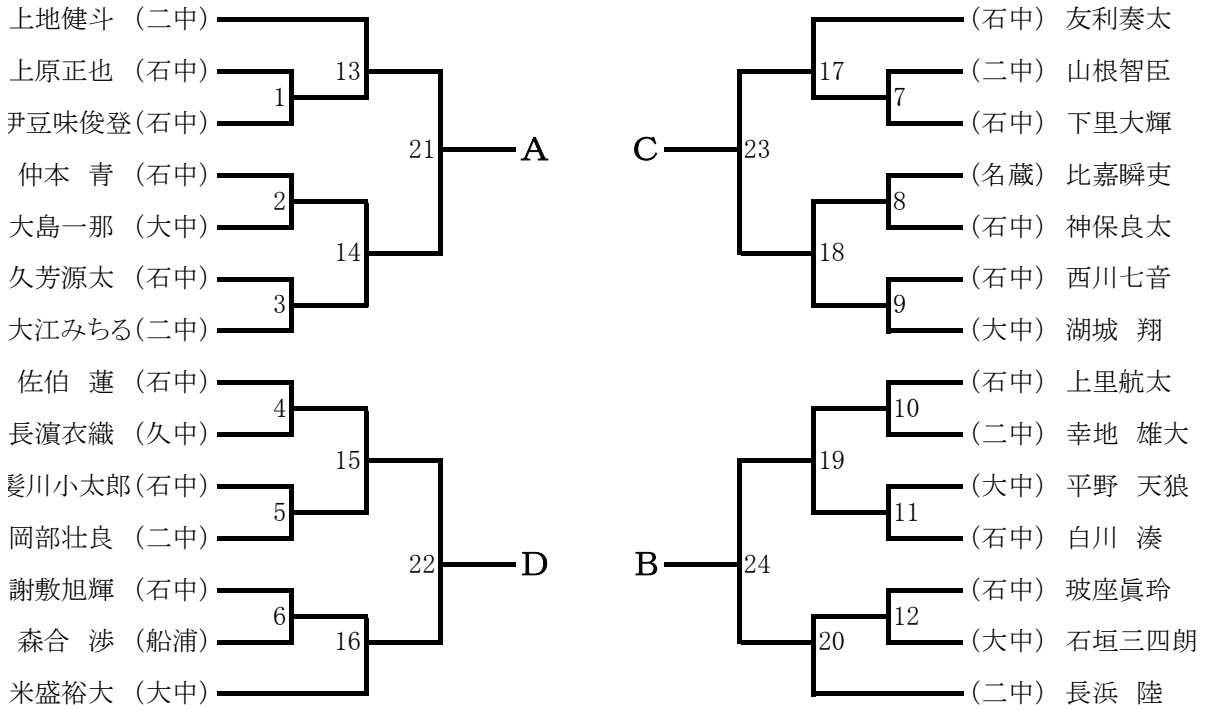 上地健斗 (二中)
上原正也 (石中)
伊豆味俊登(石中)
仲本 青 (石中)
大島一那 (大中)
久芳源太 (石中)
大江みちる(二中)
佐伯 蓮 (石中)
長濵衣織 (久中)
川小太郎(石中)
岡部壮良 (二中)
謝敷旭輝 (石中)
森合 渉 (船浦)
米盛裕大 (大中)
1
2
3
4
5
6
13
14
15
16
21
22
A
D
C
B
23
24
17
18
19
20
7
8
9
10
11
12
(石中) 友利奏太
(二中) 山根智臣
(石中) 下里大輝
(名蔵) 比嘉瞬吏
(石中) 神保良太
(石中) 西川七音
(大中) 湖城 翔
(石中) 上里航太
(二中) 幸地 雄大
(大中) 平野 天狼
(石中) 白川 湊
(石中) 玻座眞玲
(大中) 石垣三四朗
(二中) 長浜 陸